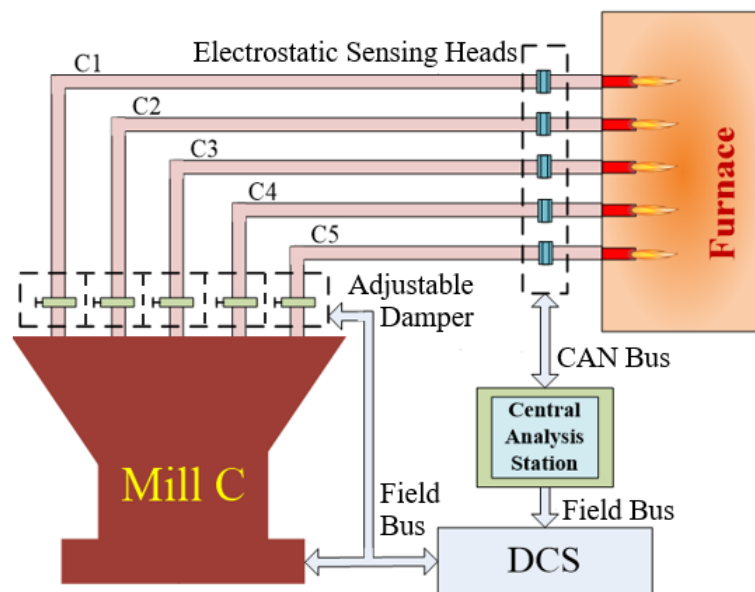 Electrostatic Sensing Heads
C1
C2
C3
C4
C5
Furnace
Adjustable
Damper
CAN Bus
Central
Analysis
Station
Mill C
Field
Bus
Field Bus
DCS